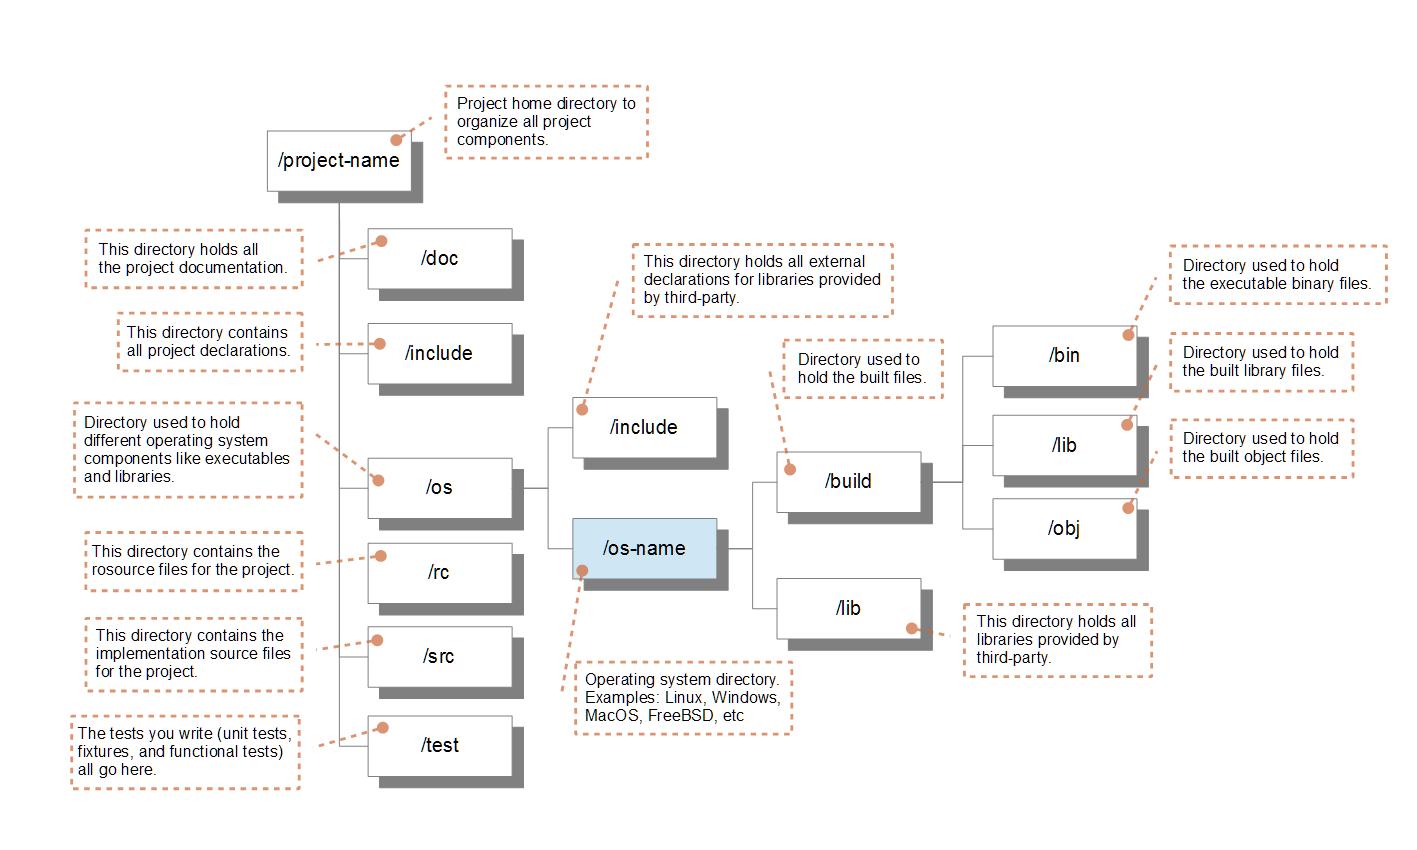 Project home directory to
organize all project
components.
/project-name
This directory holds all
the project documentation.
/doc
This directory contains
all project declarations.
/include
Directory used to hold
different operating system
components like executables
and libraries.
/os
This directory contains the
rosource files for the project.
/rc
This directory contains the
implementation source files
for the project.
/src
The tests you write (unit tests,
fixtures, and functional tests)
all go here.
/test
This directory holds all external
declarations for libraries provided
by third-party.
/include
/os-name
Operating system directory.
Examples: Linux, Windows,
MacOS, FreeBSD, etc
Directory used to
hold the built files.
/build
/lib
This directory holds all
libraries provided by
third-party.
Directory used to hold
the executable binary files.
/bin
Directory used to hold
the built library files.
/lib
Directory used to hold
the built object files.
/obj